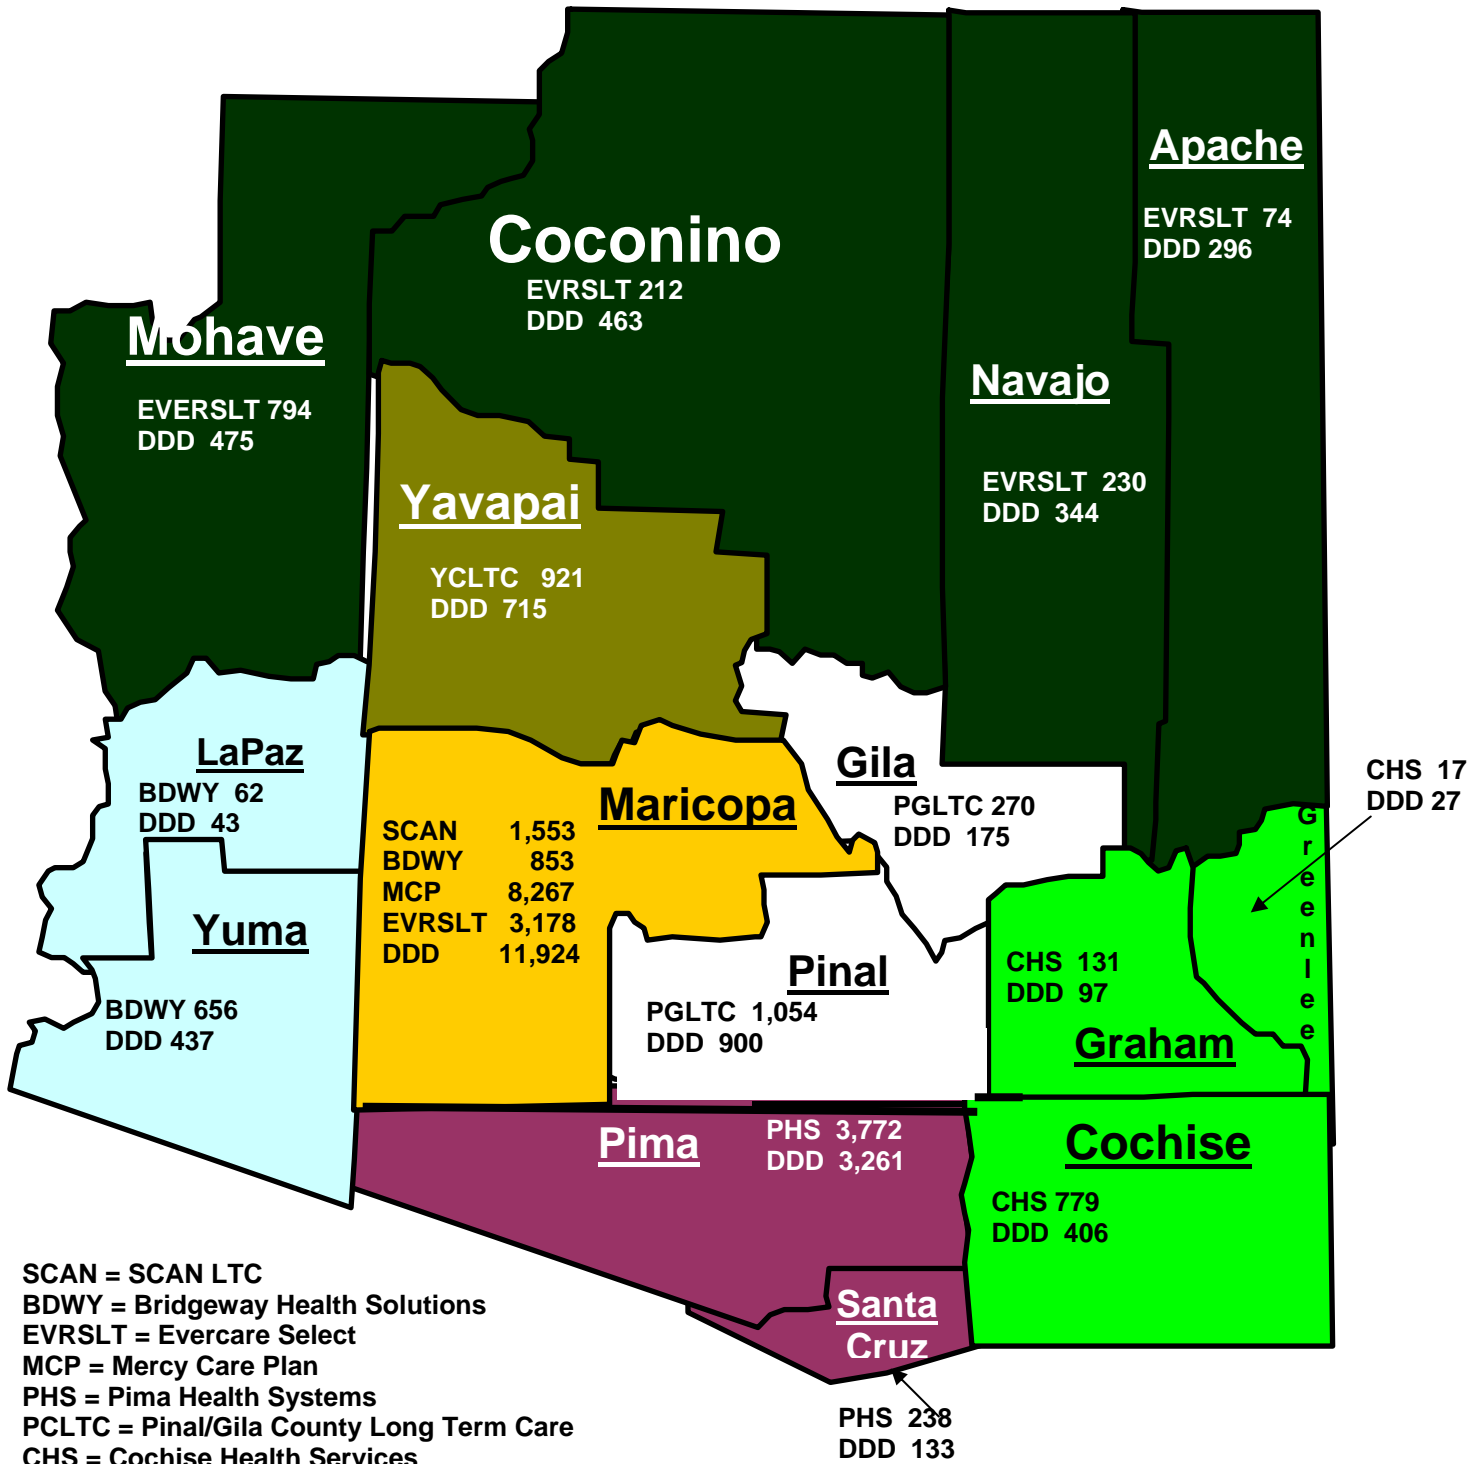 Apache
EVRSLT 74
DDD 296
Coconino
EVRSLT 212
DDD 463
Mohave
EVERSLT 794
DDD 475
Navajo
EVRSLT 230
DDD 344
Yavapai
YCLTC 921
DDD 715
LaPaz
BDWY 62
DDD 43
Gila
PGLTC 270
DDD 175
CHS 17
DDD 27
Greenlee
Maricopa
SCAN 1,553
BDWY 853
MCP 8,267
EVRSLT 3,178
DDD 11,924
Yuma
BDWY 656
DDD 437
Pinal
PGLTC 1,054
DDD 900
CHS 131
DDD 97
Graham
Pima
PHS 3,772
DDD 3,261
Cochise
CHS 779
DDD 406
Santa
Cruz
PHS 238
DDD 133
SCAN = SCAN LTC
BDWY = Bridgeway Health Solutions
EVRSLT = Evercare Select
MCP = Mercy Care Plan
PHS = Pima Health Systems
PCLTC = Pinal/Gila County Long Term Care
CHS = Cochise Health Services